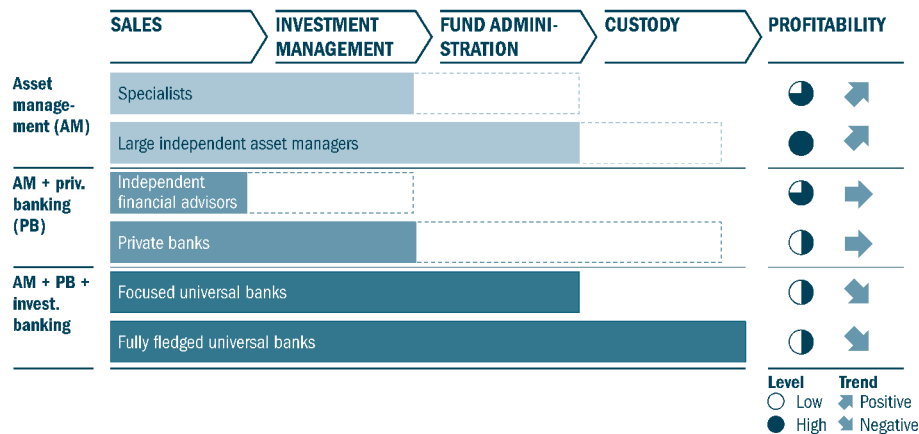 SALES
INVESTMENT
MANAGEMENT
FUND ADMINI-
STRATION
CUSTODY
PROFITABILITY
Asset
manage-
ment (AM)
Specialists
Large independent asset managers
AM + priv.
banking
(PB)
Independent
financial advisors
Private banks
AM + PB +
invest.
banking
Focused universal banks
Fully fledged universal banks
Level
Trend
Low
Positive
High
Negative